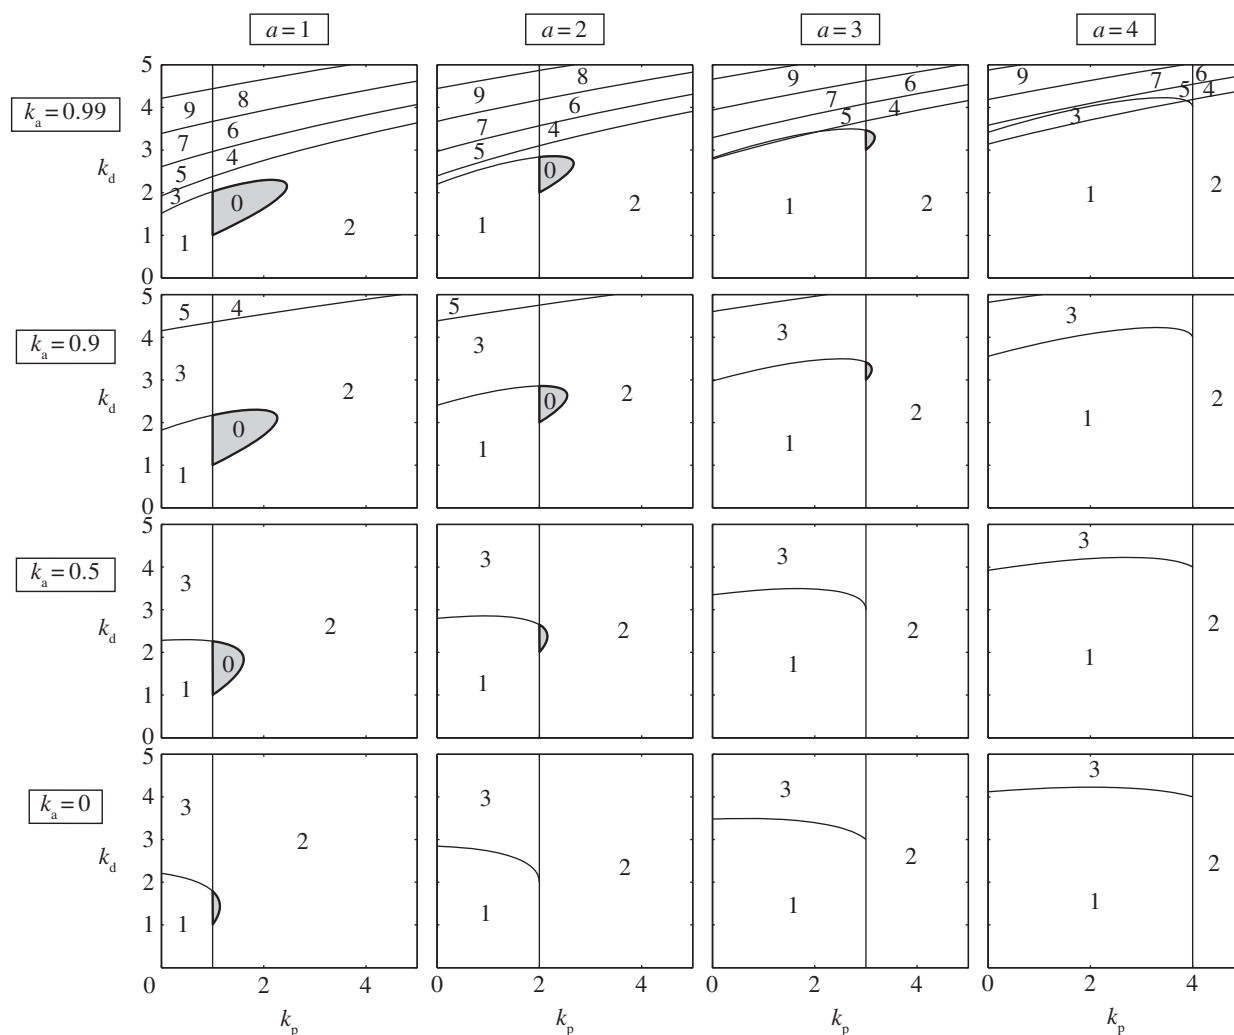 a = 1 a = 2 a = 3 a = 4
k_a = 0.99
k_d
5 4 3 2 1 0
9 8 7 6 5 4 3 0 1 2
9 8 7 6 5 4 0 1 2
9 7 6 5 4 1 2
9 7 6 5 4 3 1 2
k_a = 0.9
k_d
5 4 3 2 1 0
5 4 3 2 0 1
5 3 2 0 1
3 2 1
3 2 1
k_a = 0.5
k_d
5 4 3 2 1 0
3 2 0 1
3 2 1
3 2 1
3 2 1
k_a = 0
k_d
5 4 3 2 1 0
3 2 1
3 2 1
3 2 1
3 2 1
0 2 4 0 2 4 0 2 4 0 2 4
k_p k_p k_p k_p